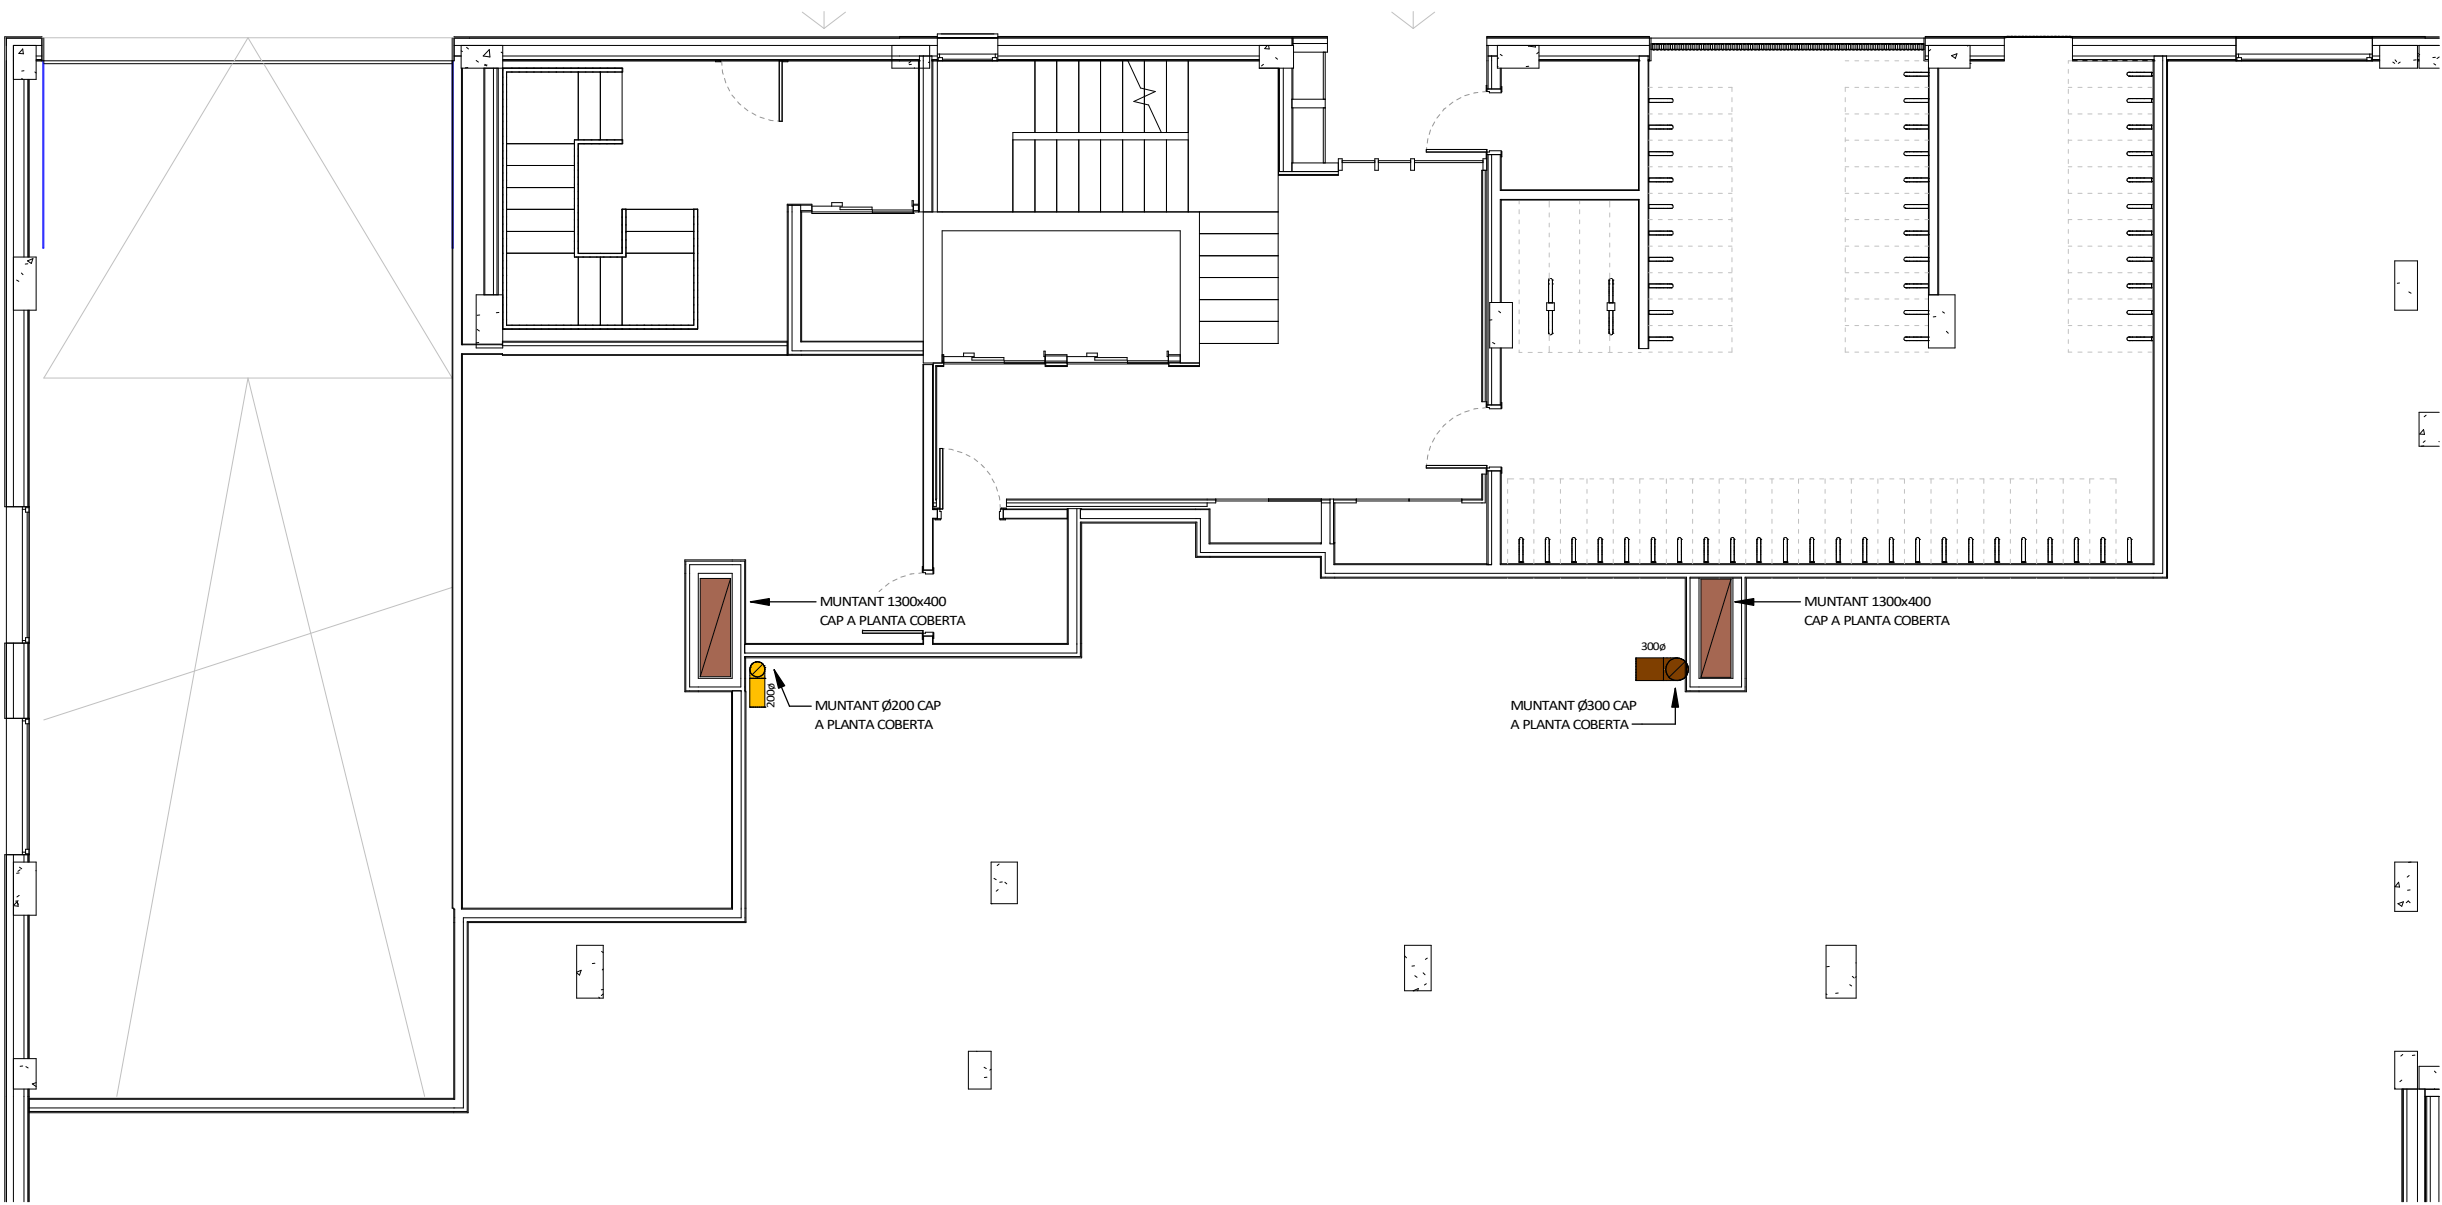 MUNTANT 1300x400
CAP A PLANTA COBERTA
MUNTANT 1300x400
CAP A PLANTA COBERTA
300ø
200ø
MUNTANT Ø200 CAP
A PLANTA COBERTA
MUNTANT Ø300 CAP
A PLANTA COBERTA